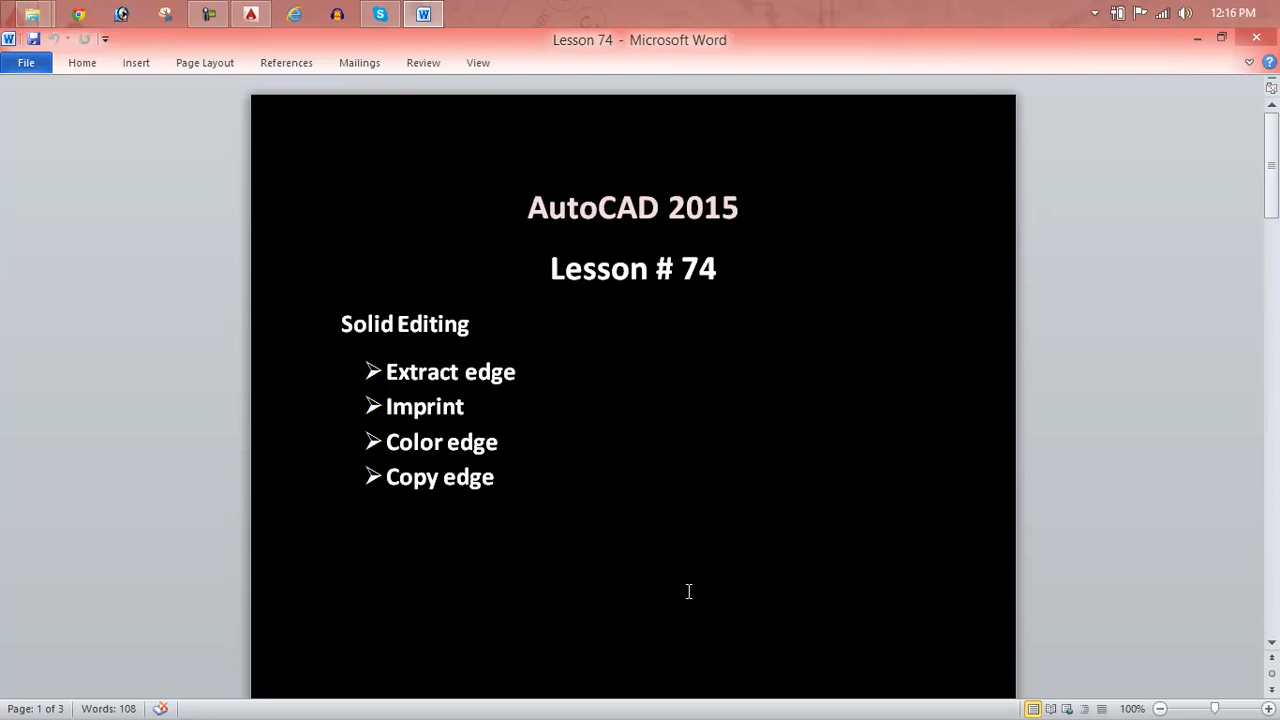 12:16 PM
Lesson 74 - Microsoft Word
File Home Insert Page Layout References Mailings Review View
AutoCAD 2015
Lesson # 74
Solid Editing
➢ Extract edge
➢ Imprint
➢ Color edge
➢ Copy edge
Page: 1 of 3 Words: 108 100%